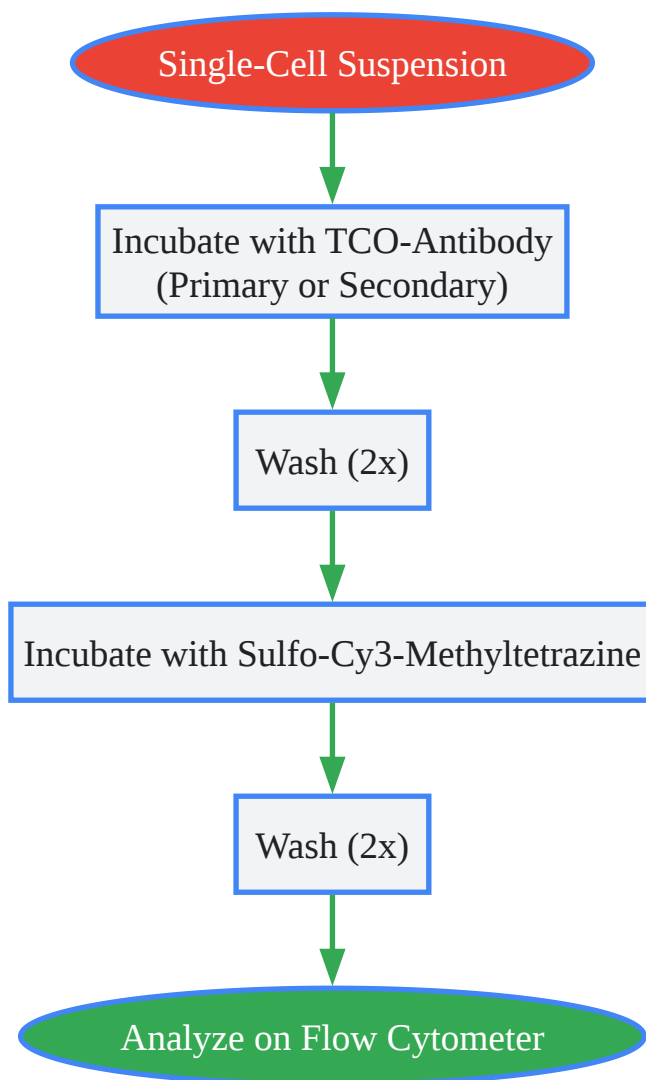 Single-Cell Suspension
Incubate with TCO-Antibody
(Primary or Secondary)
Wash (2x)
Incubate with Sulfo-Cy3-Methyltetrazine
Wash (2x)
Analyze on Flow Cytometer